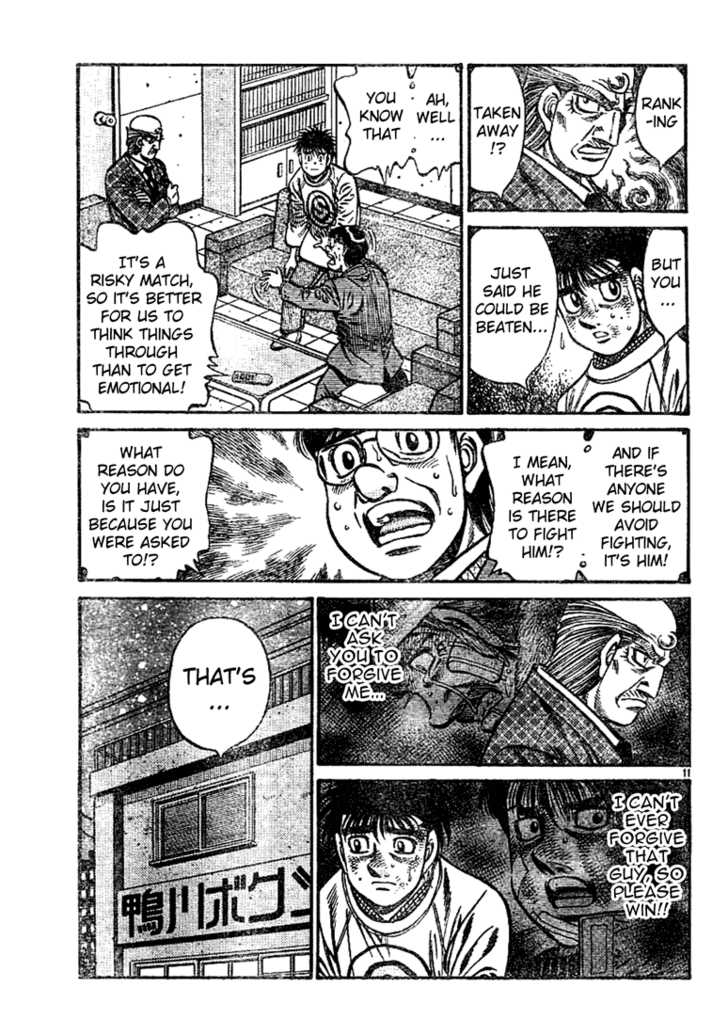 RANK
-ING
TAKEN
AWAY
!?
AH,
WELL
...
YOU
KNOW
THAT
IT'S A
RISKY MATCH,
SO IT'S BETTER
FOR US TO
THINK THINGS
THROUGH
THAN TO GET
EMOTIONAL!
BUT
YOU
...
JUST
SAID HE
COULD BE
BEATEN...
AND IF
THERE'S
ANYONE
WE SHOULD
AVOID
FIGHTING,
IT'S HIM!
I MEAN,
WHAT
REASON
IS THERE
TO FIGHT
HIM!?
WHAT
REASON DO
YOU HAVE,
IS IT JUST
BECAUSE YOU
WERE ASKED
TO!?
I CAN'T
ASK
YOU TO
FORGIVE
ME...
11
I CAN'T
EVER
FORGIVE
THAT
GUY, SO
PLEASE
WIN!!
THAT'S
...
鴨川ボクシ